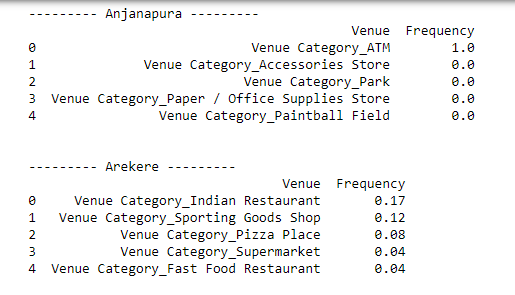 --------- Anjanapura ---------
Venue Frequency
0 Venue Category_ATM 1.0
1 Venue Category_Accessories Store 0.0
2 Venue Category_Park 0.0
3 Venue Category_Paper / Office Supplies Store 0.0
4 Venue Category_Paintball Field 0.0
--------- Arekere ---------
Venue Frequency
0 Venue Category_Indian Restaurant 0.17
1 Venue Category_Sporting Goods Shop 0.12
2 Venue Category_Pizza Place 0.08
3 Venue Category_Supermarket 0.04
4 Venue Category_Fast Food Restaurant 0.04